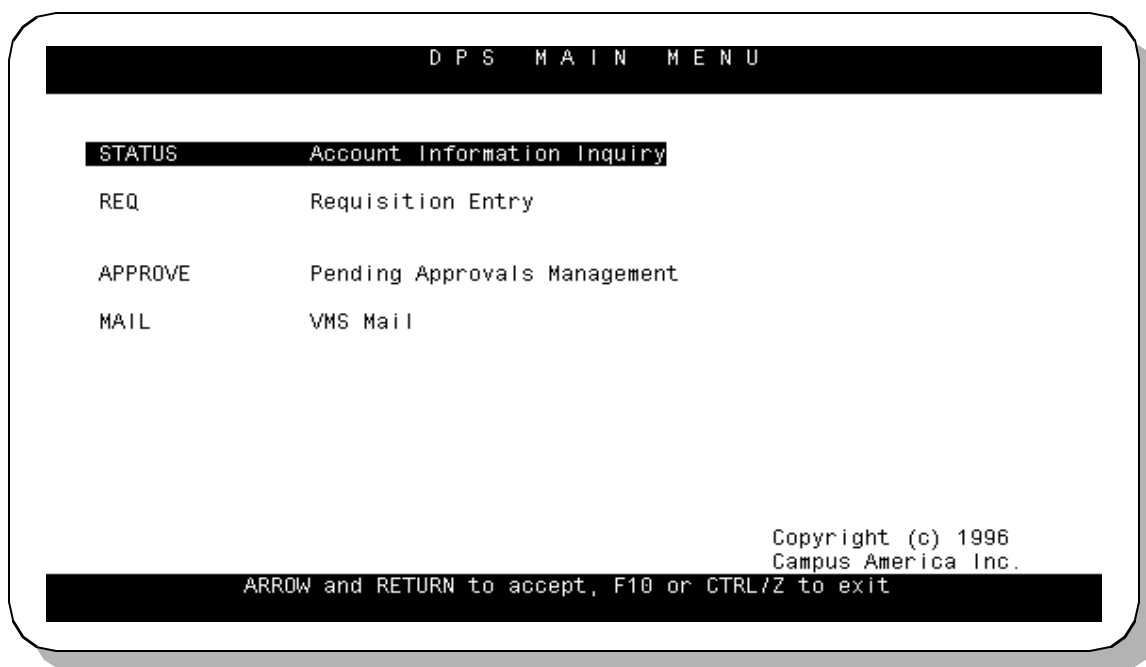 D P S   M A I N   M E N U
STATUS Account Information Inquiry
REQ Requisition Entry
APPROVE Pending Approvals Management
MAIL VMS Mail
Copyright (c) 1996
Campus America Inc.
ARROW and RETURN to accept, F10 or CTRL/Z to exit